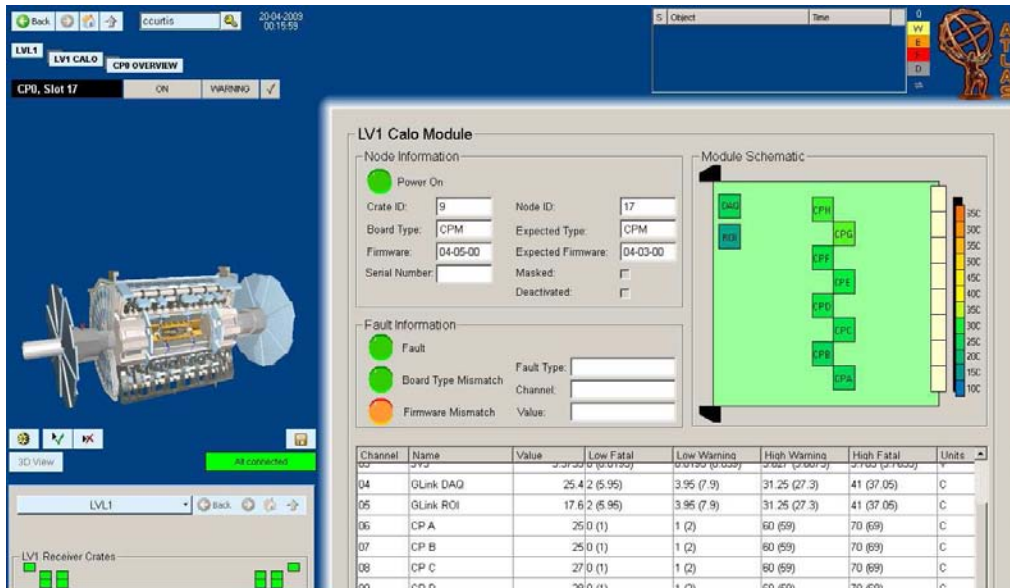 Back
ccurtis
20-04-2009
00:15:59
S Object Time
0
W
E
F
D
ATLAS
LVL1
LV1 CALO
CP0 OVERVIEW
CP0, Slot 17 ON WARNING
LV1 Calo Module
Node Information
Power On
Crate ID: 9 Node ID: 17
Board Type: CPM Expected Type: CPM
Firmware: 04-05-00 Expected Firmware: 04-03-00
Serial Number: Masked:
Deactivated:
Module Schematic
DAQ
ROI
CPH
CPG
CPF
CPE
CPD
CPC
CPB
CPA
45C
40C
35C
30C
25C
20C
15C
10C
Fault Information
Fault
Board Type Mismatch
Firmware Mismatch
Fault Type:
Channel:
Value:
3D View All connected
LVL1 Back
LV1 Receiver Crates
Channel Name Value Low Fatal Low Warning High Warning High Fatal Units
04 GLink DAQ 25.4 2 (5.95) 3.95 (7.9) 31.25 (27.3) 41 (37.05) C
05 GLink ROI 17.6 2 (5.95) 3.95 (7.9) 31.25 (27.3) 41 (37.05) C
06 CP A 25 0 (1) 1 (2) 60 (59) 70 (69) C
07 CP B 25 0 (1) 1 (2) 60 (59) 70 (69) C
08 CP C 27 0 (1) 1 (2) 60 (59) 70 (69) C